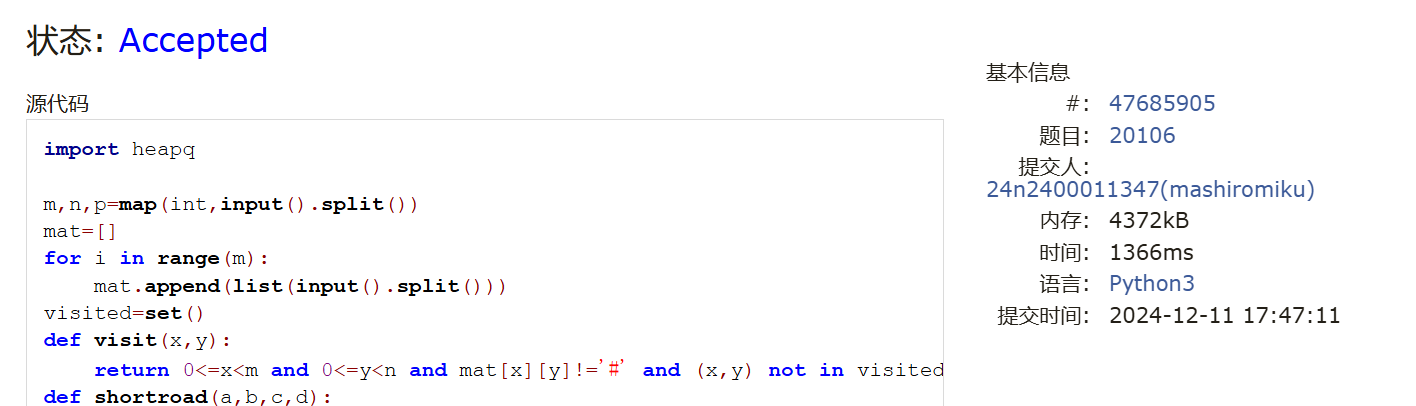 状态: Accepted
源代码
import heapq
m,n,p=map(int,input().split())
mat=[]
for i in range(m):
    mat.append(list(input().split()))
visited=set()
def visit(x,y):
    return 0<=x<m and 0<=y<n and mat[x][y]!='#' and (x,y) not in visited
def shortroad(a,b,c,d):
基本信息
#: 47685905
题目: 20106
提交人:
24n2400011347(mashiromiku)
内存: 4372kB
时间: 1366ms
语言: Python3
提交时间: 2024-12-11 17:47:11